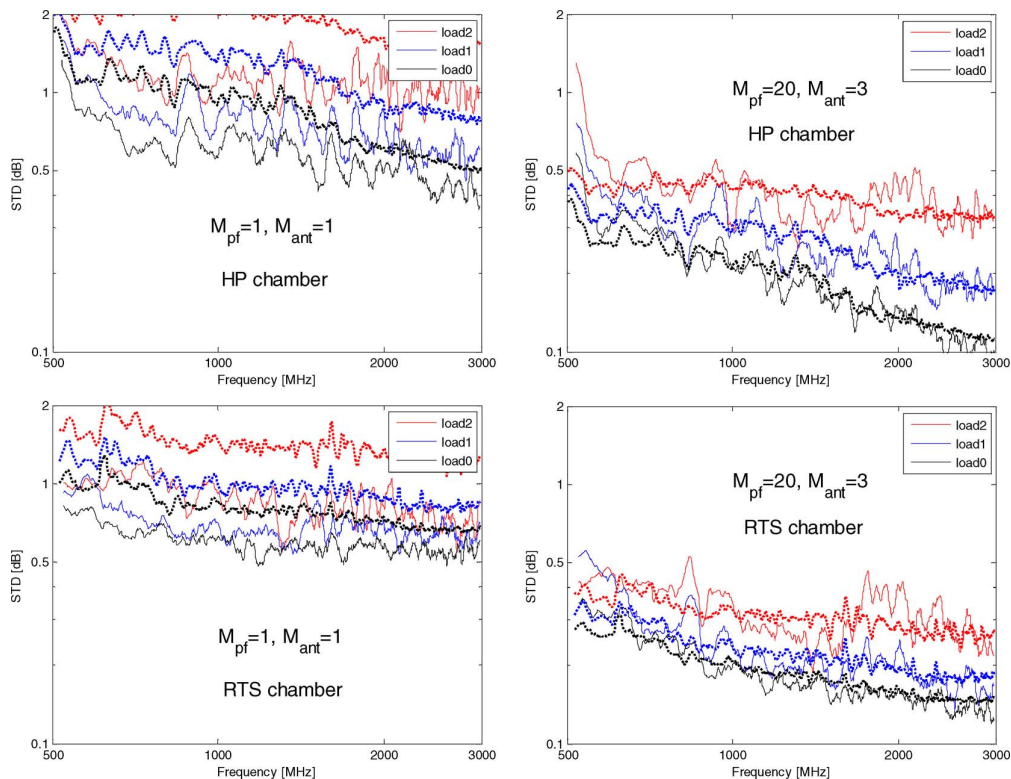 2
1
0.5
0.1
STD [dB]
load2
load1
load0
M_pf=1, M_ant=1
HP chamber
500
1000
2000
3000
Frequency [MHz]
2
1
0.5
0.1
STD [dB]
load2
load1
load0
M_pf=20, M_ant=3
HP chamber
500
1000
2000
3000
Frequency [MHz]
2
1
0.5
0.1
STD [dB]
load2
load1
load0
M_pf=1, M_ant=1
RTS chamber
500
1000
2000
3000
Frequency [MHz]
2
1
0.5
0.1
STD [dB]
load2
load1
load0
M_pf=20, M_ant=3
RTS chamber
500
1000
2000
3000
Frequency [MHz]